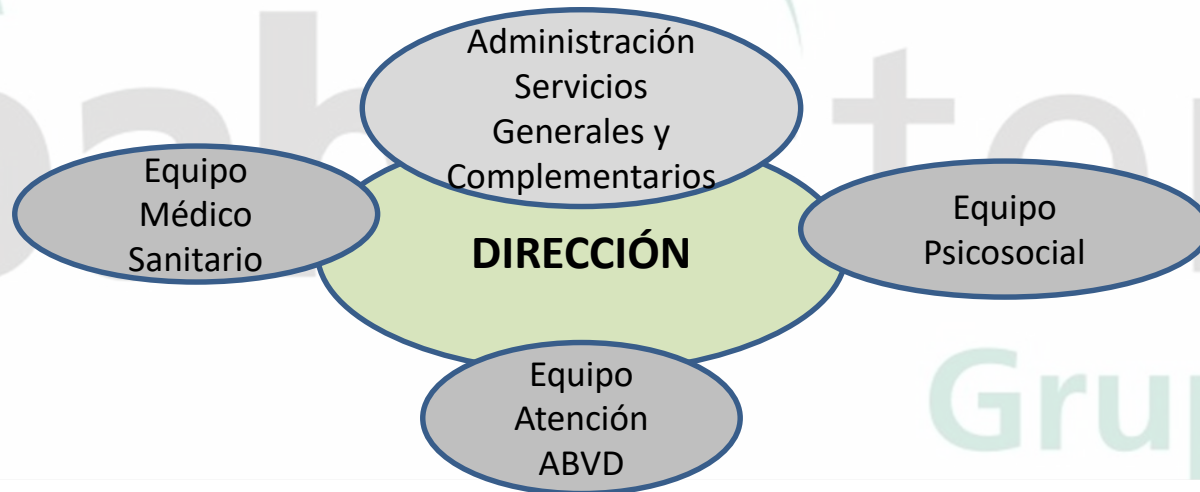 Administración
Servicios
Generales y
Complementarios
Equipo
Médico
Sanitario
DIRECCIÓN
Equipo
Psicosocial
Equipo
Atención
ABVD